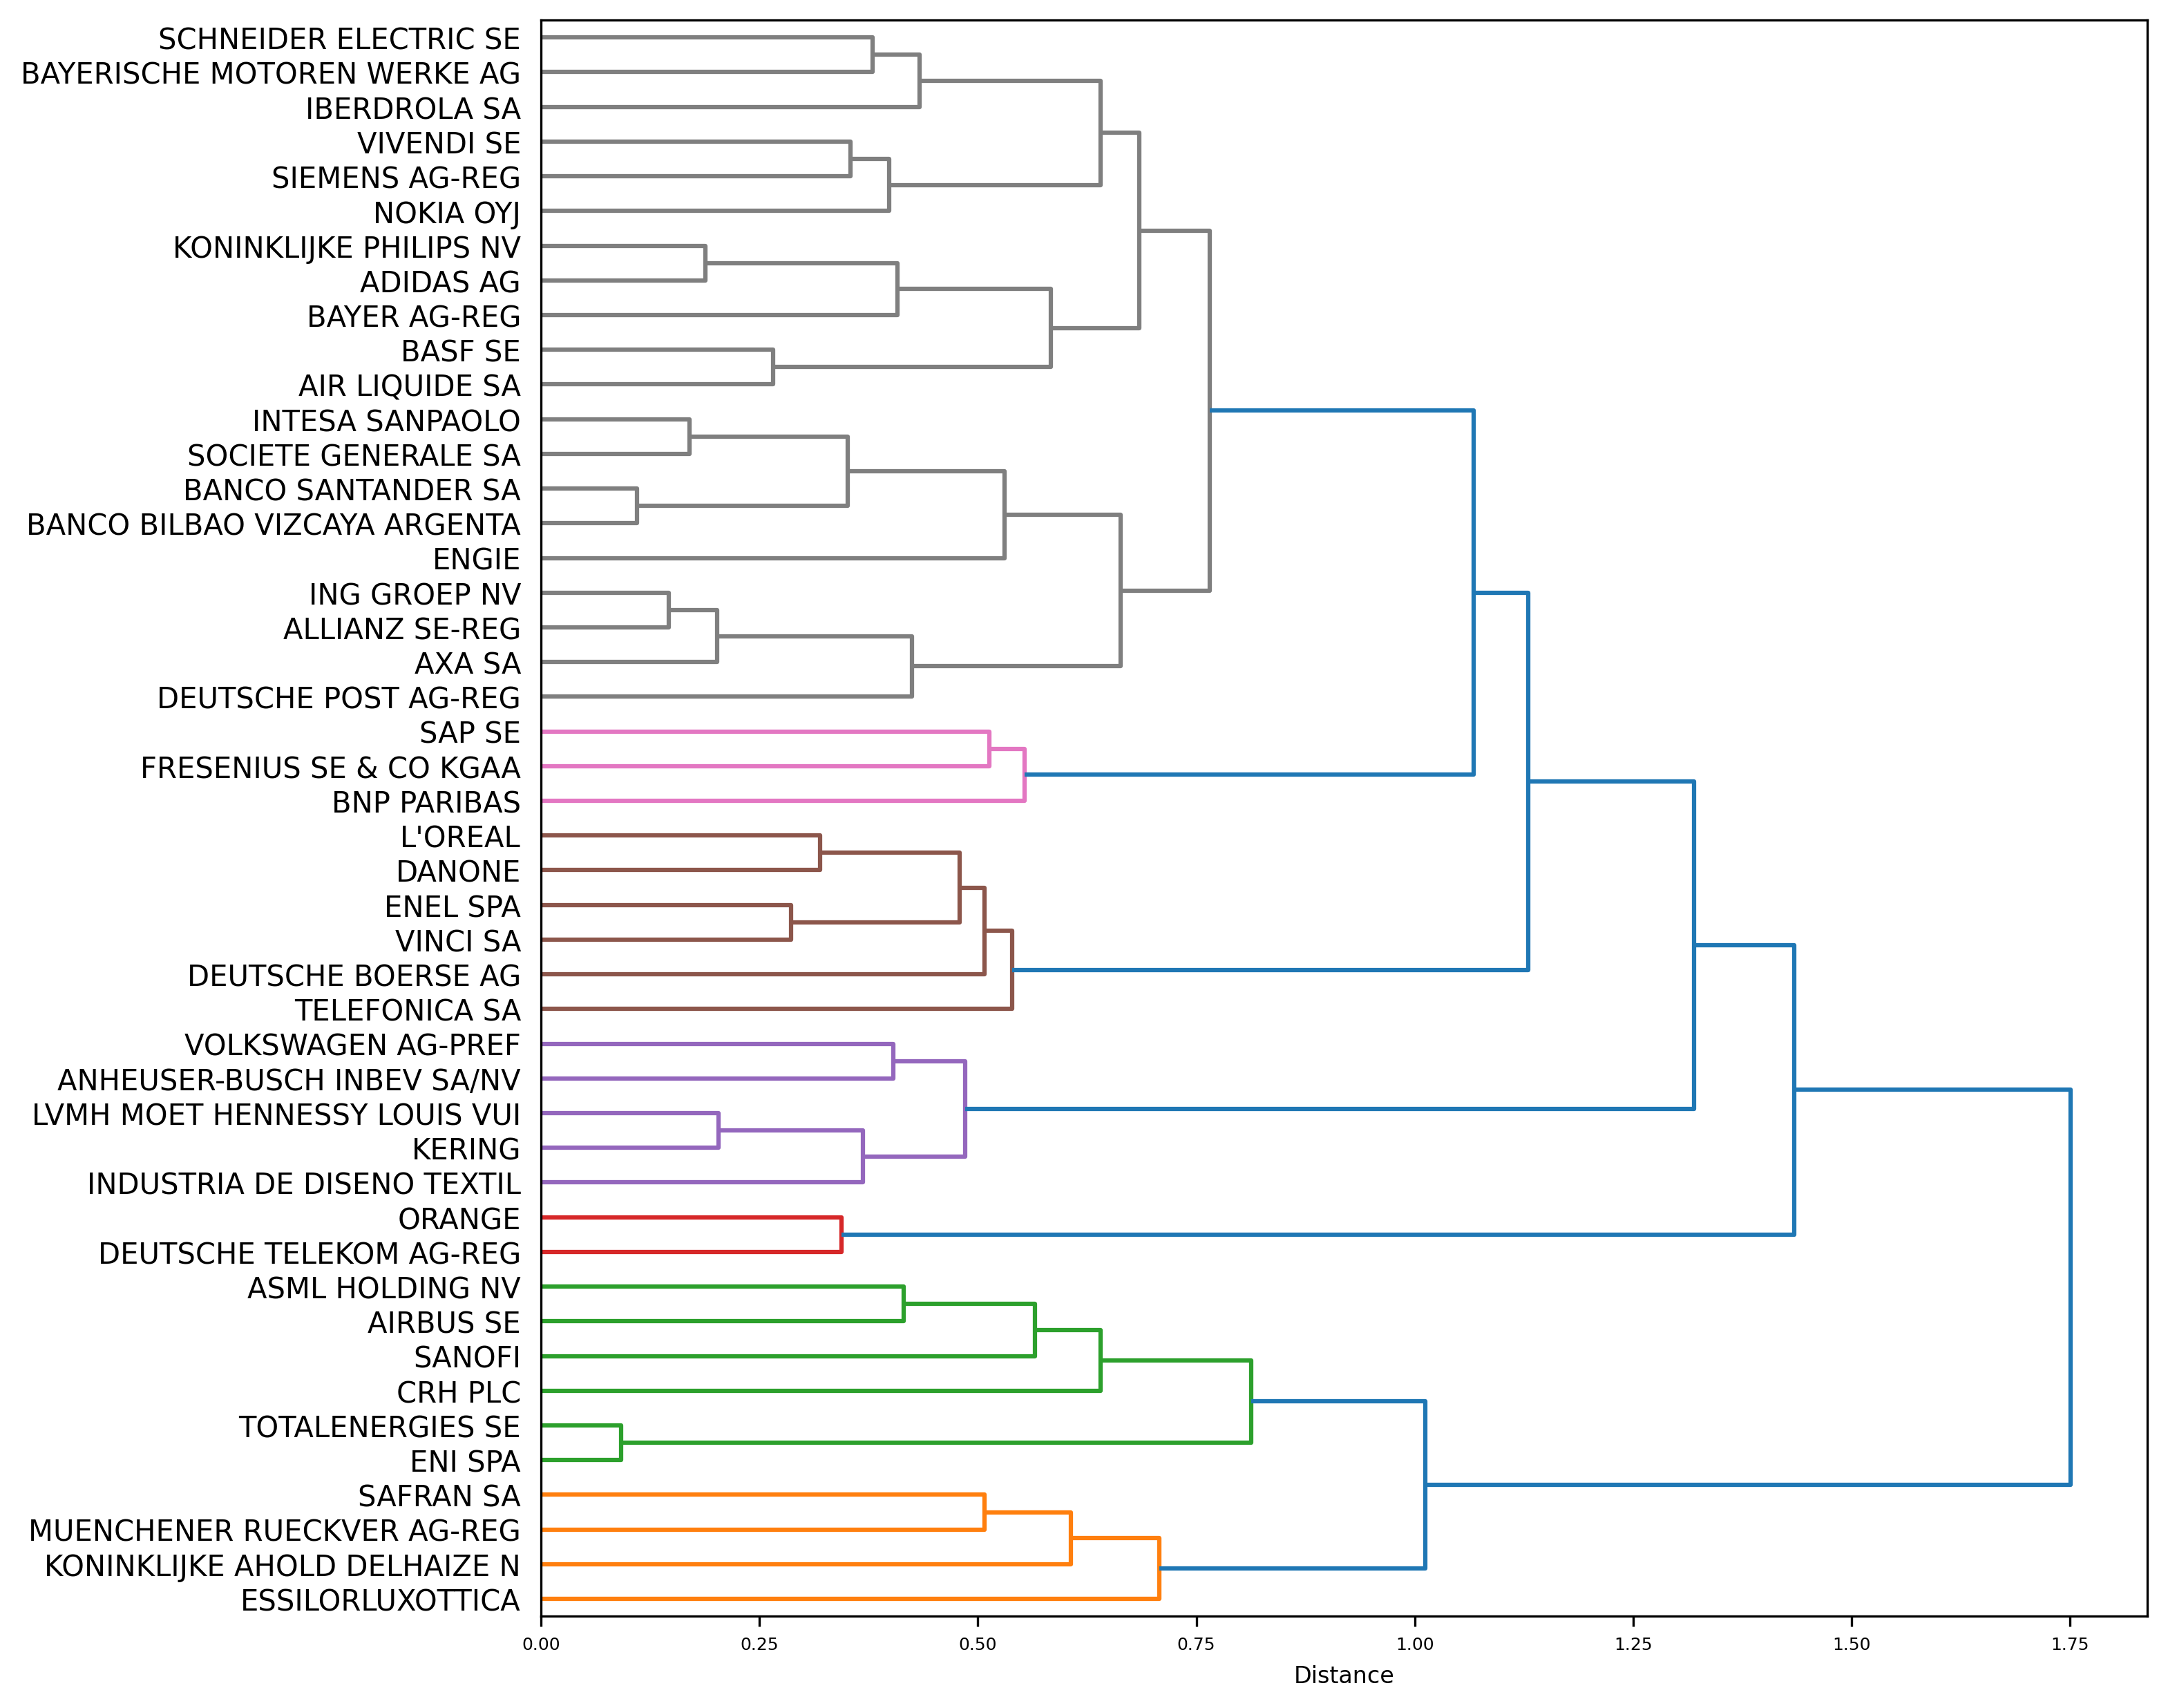 SCHNEIDER ELECTRIC SE
BAYERISCHE MOTOREN WERKE AG
IBERDROLA SA
VIVENDI SE
SIEMENS AG-REG
NOKIA OYJ
KONINKLIJKE PHILIPS NV
ADIDAS AG
BAYER AG-REG
BASF SE
AIR LIQUIDE SA
INTESA SANPAOLO
SOCIETE GENERALE SA
BANCO SANTANDER SA
BANCO BILBAO VIZCAYA ARGENTA
ENGIE
ING GROEP NV
ALLIANZ SE-REG
AXA SA
DEUTSCHE POST AG-REG
SAP SE
FRESENIUS SE & CO KGAA
BNP PARIBAS
L'OREAL
DANONE
ENEL SPA
VINCI SA
DEUTSCHE BOERSE AG
TELEFONICA SA
VOLKSWAGEN AG-PREF
ANHEUSER-BUSCH INBEV SA/NV
LVMH MOET HENNESSY LOUIS VUI
KERING
INDUSTRIA DE DISENO TEXTIL
ORANGE
DEUTSCHE TELEKOM AG-REG
ASML HOLDING NV
AIRBUS SE
SANOFI
CRH PLC
TOTALENERGIES SE
ENI SPA
SAFRAN SA
MUENCHENER RUECKVER AG-REG
KONINKLIJKE AHOLD DELHAIZE N
ESSILORLUXOTTICA
0.00 0.25 0.50 0.75 1.00 1.25 1.50 1.75
Distance